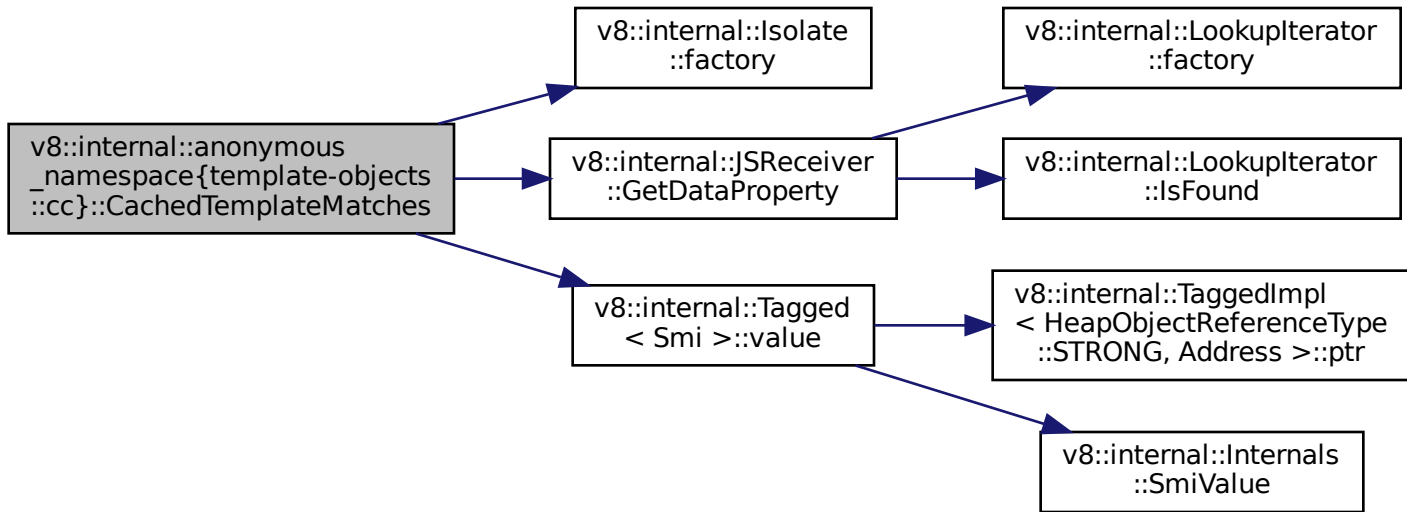 v8::internal::anonymous
_namespace{template-objects
::cc}::CachedTemplateMatches
v8::internal::Isolate
::factory
v8::internal::JSReceiver
::GetDataProperty
v8::internal::Tagged
< Smi >::value
v8::internal::LookupIterator
::factory
v8::internal::LookupIterator
::IsFound
v8::internal::TaggedImpl
< HeapObjectReferenceType
::STRONG, Address >::ptr
v8::internal::Internals
::SmiValue